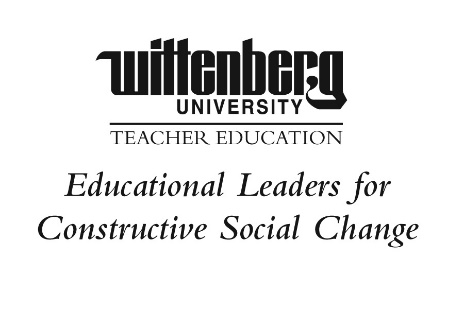 wittenberg
UNIVERSITY
TEACHER EDUCATION
Educational Leaders for
Constructive Social Change